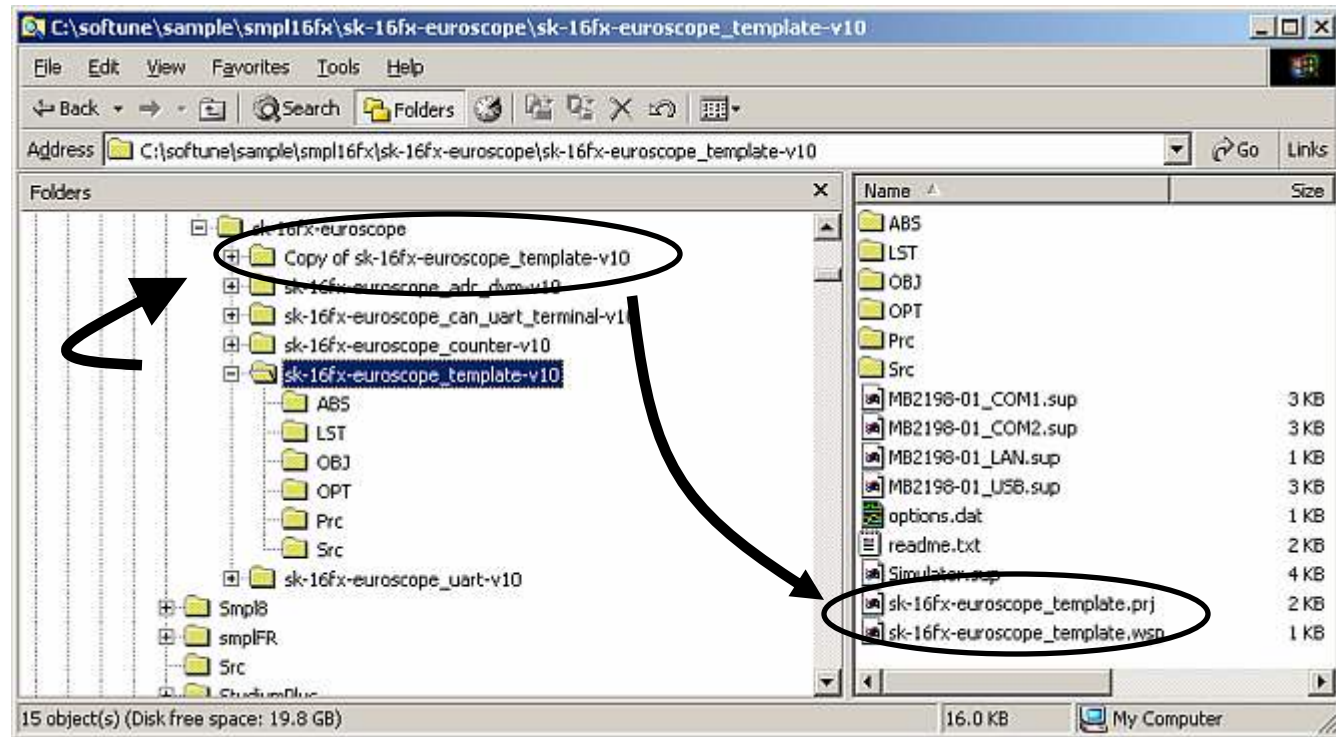 C:\softune\sample\smpl16fx\sk-16fx-euroscope\sk-16fx-euroscope_template-v10
File Edit View Favorites Tools Help
Back Search Folders
Address C:\softune\sample\smpl16fx\sk-16fx-euroscope\sk-16fx-euroscope_template-v10 Go Links
Folders
sk-16fx-euroscope
Copy of sk-16fx-euroscope_template-v10
sk-16fx-euroscope_adc_dvm-v10
sk-16fx-euroscope_can_uart_terminal-v10
sk-16fx-euroscope_counter-v10
sk-16fx-euroscope_template-v10
ABS
LST
OBJ
OPT
Prc
Src
sk-16fx-euroscope_uart-v10
Smpl8
smplFR
Src
StudiumPlus
Name Size
ABS
LST
OBJ
OPT
Prc
Src
MB2198-01_COM1.sup 3 KB
MB2198-01_COM2.sup 3 KB
MB2198-01_LAN.sup 1 KB
MB2198-01_USB.sup 3 KB
options.dat 1 KB
readme.txt 2 KB
Simulator.sup 4 KB
sk-16fx-euroscope_template.prj 2 KB
sk-16fx-euroscope_template.wsp 1 KB
15 object(s) (Disk free space: 19.8 GB) 16.0 KB My Computer